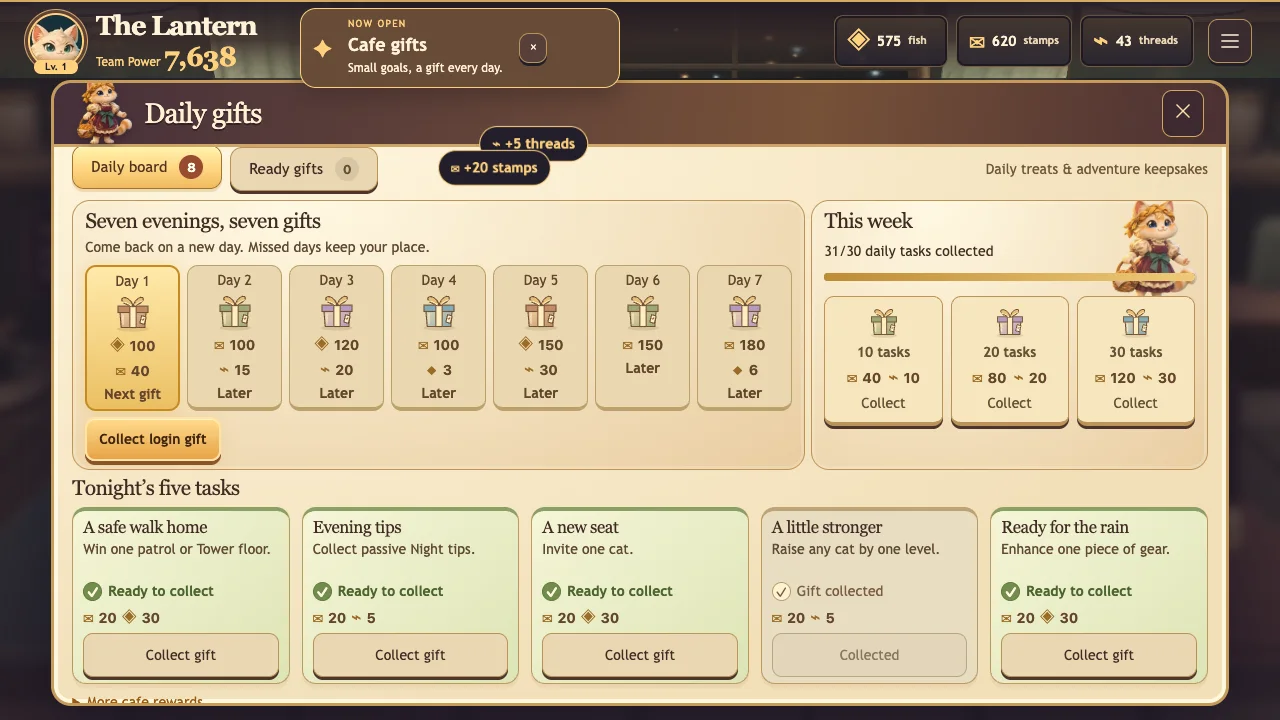 The Lantern
Lv. 1
Team Power 7,638
NOW OPEN
Cafe gifts
Small goals, a gift every day.
×
575 fish
620 stamps
43 threads
Daily gifts
+5 threads
+20 stamps
Daily board 8
Ready gifts 0
Daily treats & adventure keepsakes
Seven evenings, seven gifts
Come back on a new day. Missed days keep your place.
Day 1
100
40
Next gift
Day 2
100
15
Later
Day 3
120
20
Later
Day 4
100
3
Later
Day 5
150
30
Later
Day 6
150
Later
Day 7
180
6
Later
Collect login gift
This week
31/30 daily tasks collected
10 tasks
40 10
Collect
20 tasks
80 20
Collect
30 tasks
120 30
Collect
Tonight's five tasks
A safe walk home
Win one patrol or Tower floor.
Ready to collect
20 30
Collect gift
Evening tips
Collect passive Night tips.
Ready to collect
20 5
Collect gift
A new seat
Invite one cat.
Ready to collect
20 30
Collect gift
A little stronger
Raise any cat by one level.
Gift collected
20 5
Collected
Ready for the rain
Enhance one piece of gear.
Ready to collect
20 30
Collect gift
More cafe rewards